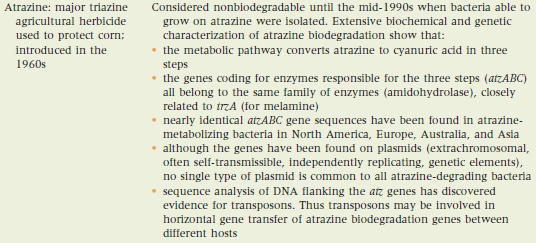 Atrazine: major triazine
agricultural herbicide
used to protect corn;
introduced in the
1960s
Considered nonbiodegradable until the mid-1990s when bacteria able to
grow on atrazine were isolated. Extensive biochemical and genetic
characterization of atrazine biodegradation show that:
• the metabolic pathway converts atrazine to cyanuric acid in three
steps
• the genes coding for enzymes responsible for the three steps (atzABC)
all belong to the same family of enzymes (amidohydrolase), closely
related to trzA (for melamine)
• nearly identical atzABC gene sequences have been found in atrazine-
metabolizing bacteria in North America, Europe, Australia, and Asia
• although the genes have been found on plasmids (extrachromosomal,
often self-transmissible, independently replicating, genetic elements),
no single type of plasmid is common to all atrazine-degrading bacteria
• sequence analysis of DNA flanking the atz genes has discovered
evidence for transposons. Thus transposons may be involved in
horizontal gene transfer of atrazine biodegradation genes between
different hosts